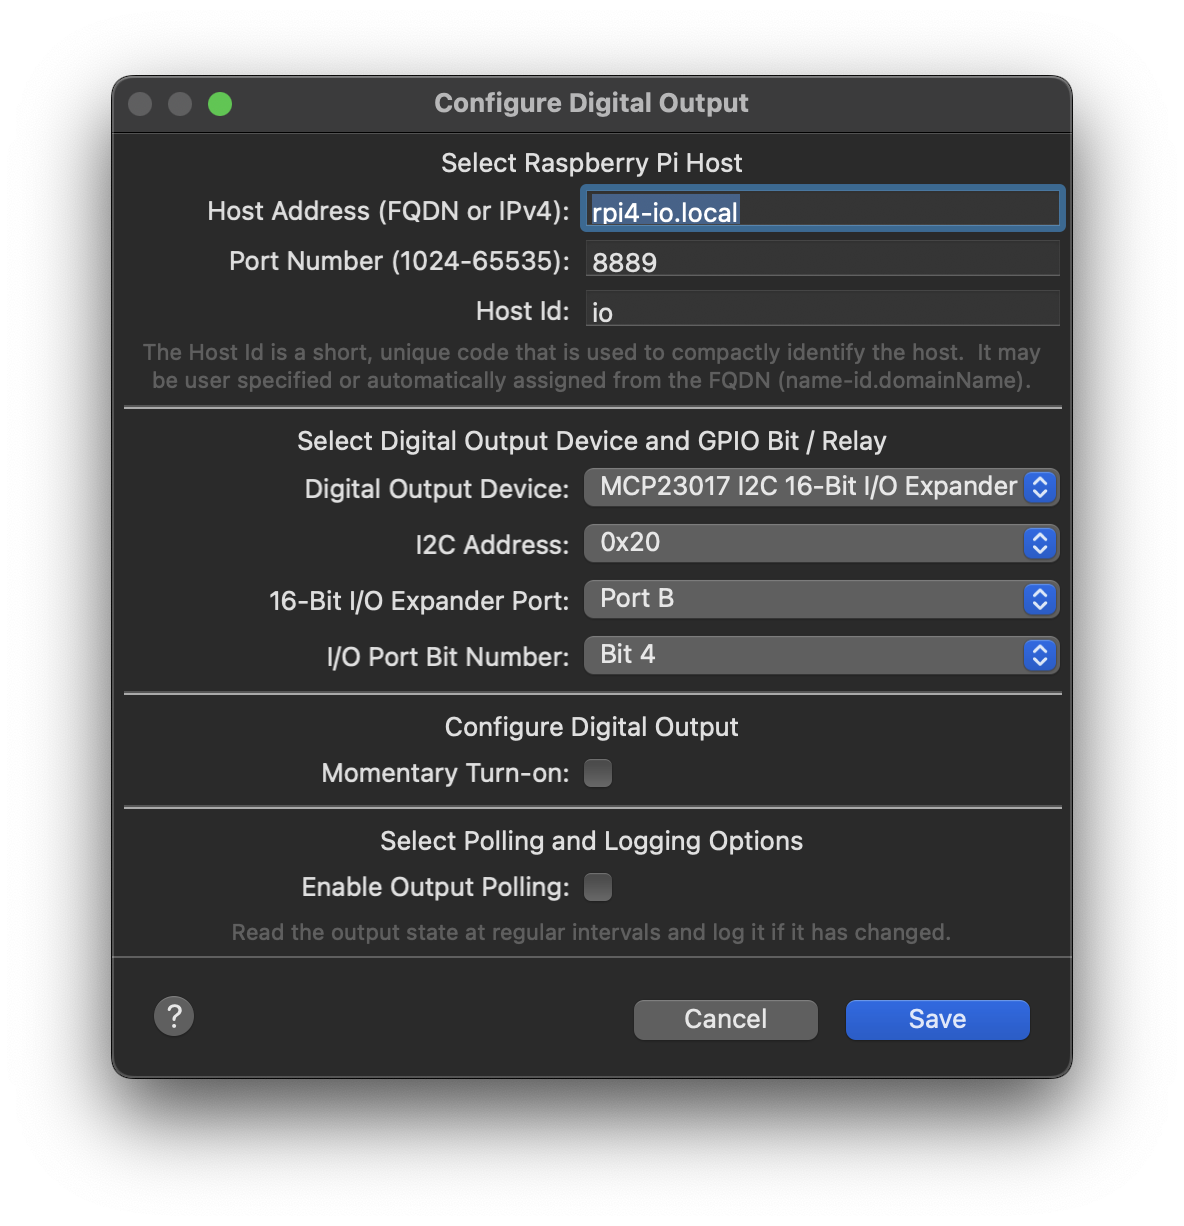 Configure Digital Output
Select Raspberry Pi Host
Host Address (FQDN or IPv4): rpi4-io.local
Port Number (1024-65535): 8889
Host Id: io
The Host Id is a short, unique code that is used to compactly identify the host.  It may
be user specified or automatically assigned from the FQDN (name-id.domainName).
Select Digital Output Device and GPIO Bit / Relay
Digital Output Device: MCP23017 I2C 16-Bit I/O Expander
I2C Address: 0x20
16-Bit I/O Expander Port: Port B
I/O Port Bit Number: Bit 4
Configure Digital Output
Momentary Turn-on:
Select Polling and Logging Options
Enable Output Polling:
Read the output state at regular intervals and log it if it has changed.
? Cancel Save